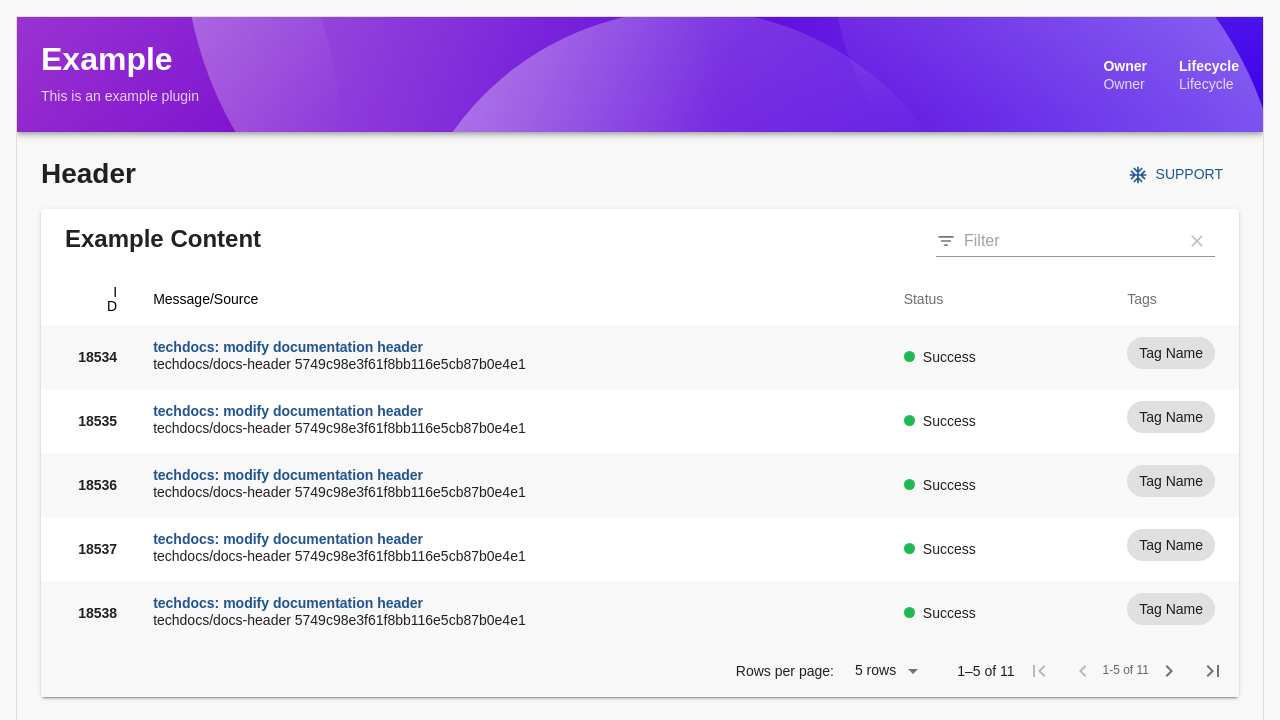 Example
This is an example plugin
Owner
Owner
Lifecycle
Lifecycle
Header
SUPPORT
Example Content
Filter
I
D
Message/Source
Status
Tags
18534
techdocs: modify documentation header
techdocs/docs-header 5749c98e3f61f8bb116e5cb87b0e4e1
Success
Tag Name
18535
techdocs: modify documentation header
techdocs/docs-header 5749c98e3f61f8bb116e5cb87b0e4e1
Success
Tag Name
18536
techdocs: modify documentation header
techdocs/docs-header 5749c98e3f61f8bb116e5cb87b0e4e1
Success
Tag Name
18537
techdocs: modify documentation header
techdocs/docs-header 5749c98e3f61f8bb116e5cb87b0e4e1
Success
Tag Name
18538
techdocs: modify documentation header
techdocs/docs-header 5749c98e3f61f8bb116e5cb87b0e4e1
Success
Tag Name
Rows per page: 5 rows 1–5 of 11 1-5 of 11